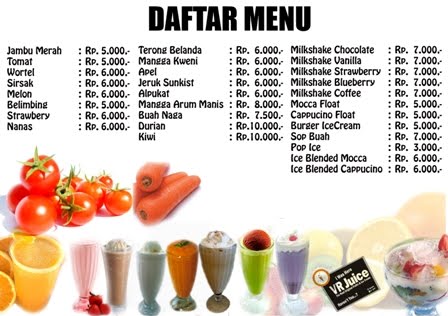 DAFTAR MENU
Jambu Merah : Rp. 5.000,-
Tomat : Rp. 5.000,-
Wortel : Rp. 6.000,-
Sirsak : Rp. 6.000,-
Melon : Rp. 6.000,-
Belimbing : Rp. 5.000,-
Strawbery : Rp. 6.000,-
Nanas : Rp. 6.000,-
Terong Belanda : Rp. 6.000,-
Mangga Kweni : Rp. 6.000,-
Apel : Rp. 6.000,-
Jeruk Sunkist : Rp. 6.000,-
Alpukat : Rp. 6.000,-
Mangga Arum Manis : Rp. 8.000,-
Buah Naga : Rp. 7.500,-
Durian : Rp.10.000,-
Kiwi : Rp.10.000,-
Milkshake Chocolate : Rp. 7.000,-
Milkshake Vanilla : Rp. 7.000,-
Milkshake Strawberry : Rp. 7.000,-
Milkshake Blueberry : Rp. 7.000,-
Milkshake Coffee : Rp. 7.000,-
Mocca Float : Rp. 5.000,-
Cappucino Float : Rp. 5.000,-
Burger IceCream : Rp. 5.000,-
Sop Buah : Rp. 7.000,-
Pop Ice : Rp. 3.000,-
Ice Blended Mocca : Rp. 6.000,-
Ice Blended Cappucino : Rp. 6.000,-
VRJuice